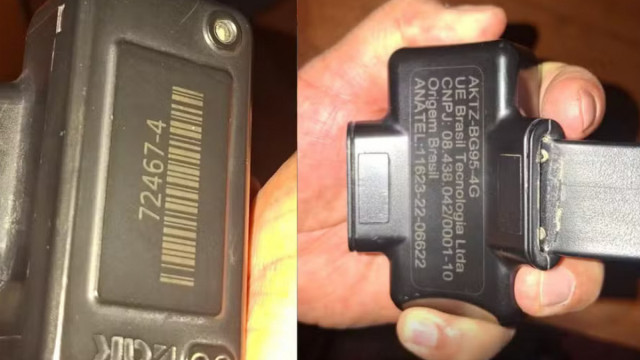 72467-4
AKTZ-BG95-4G
UE Brasil Tecnologia Ltda
CNPJ: 08.438.042/0001-10
Origem Brasil
ANATEL:11623-22-06622